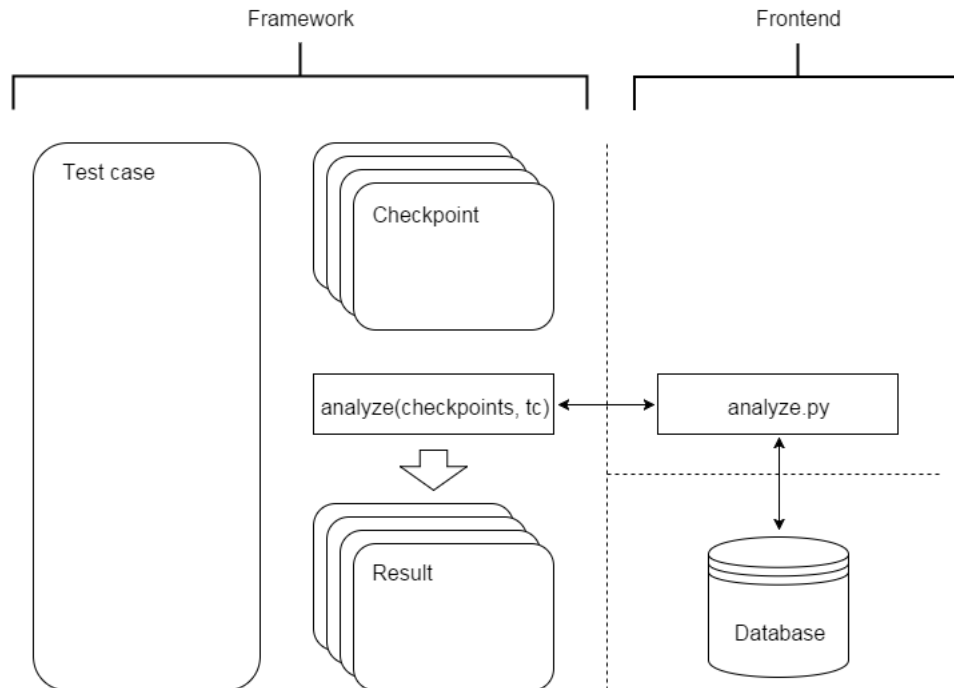 Framework
Frontend
Test case
Checkpoint
analyze(checkpoints, tc)
analyze.py
Result
Database